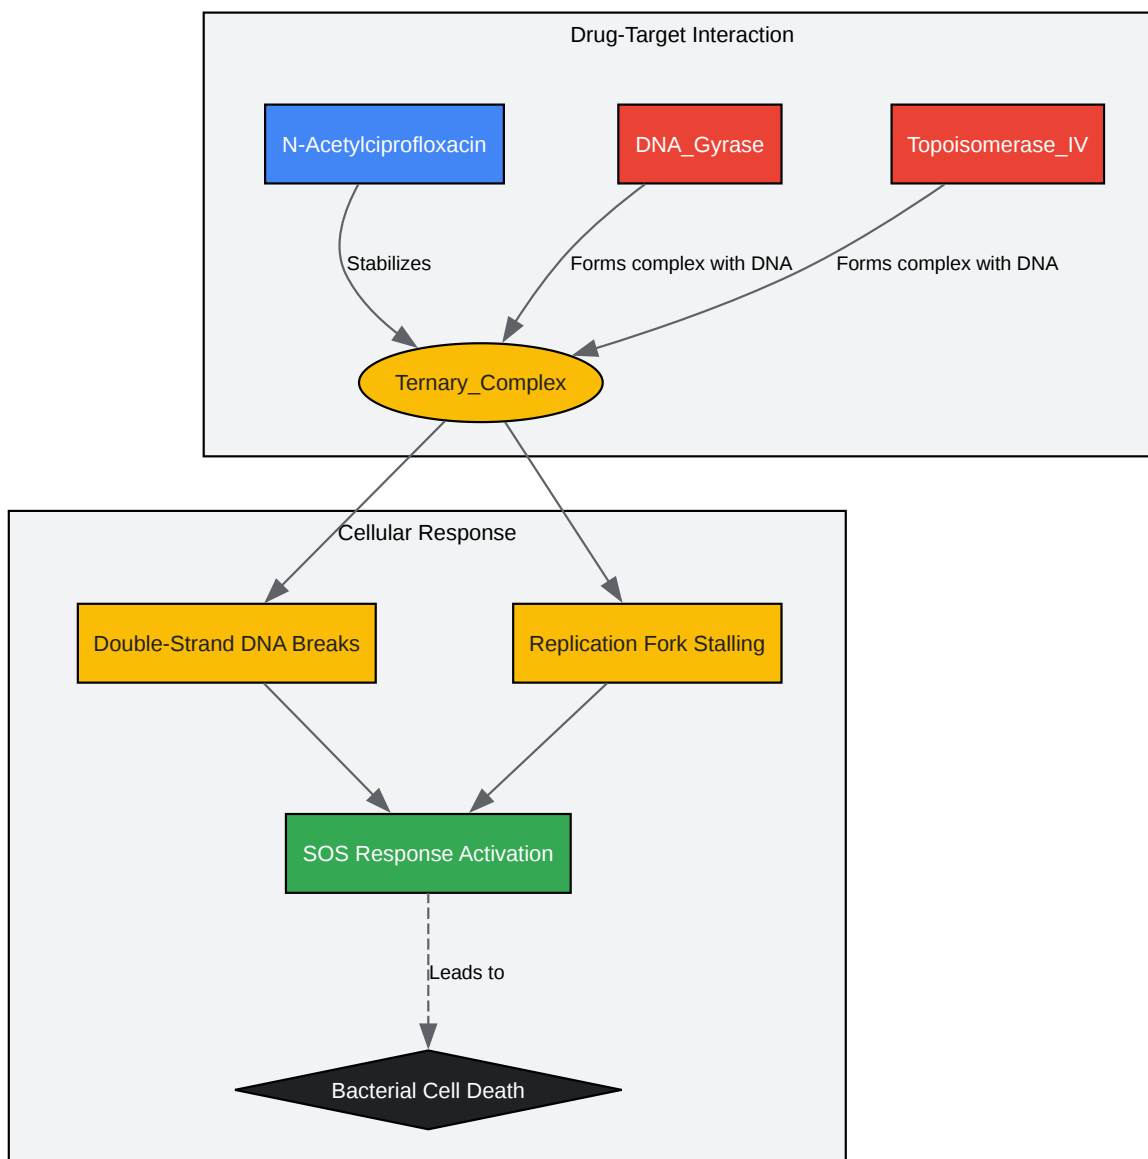 Drug-Target Interaction
N-Acetylciprofloxacin
DNA_Gyrase
Topoisomerase_IV
Stabilizes
Forms complex with DNA
Forms complex with DNA
Ternary_Complex
Cellular Response
Double-Strand DNA Breaks
Replication Fork Stalling
SOS Response Activation
Leads to
Bacterial Cell Death